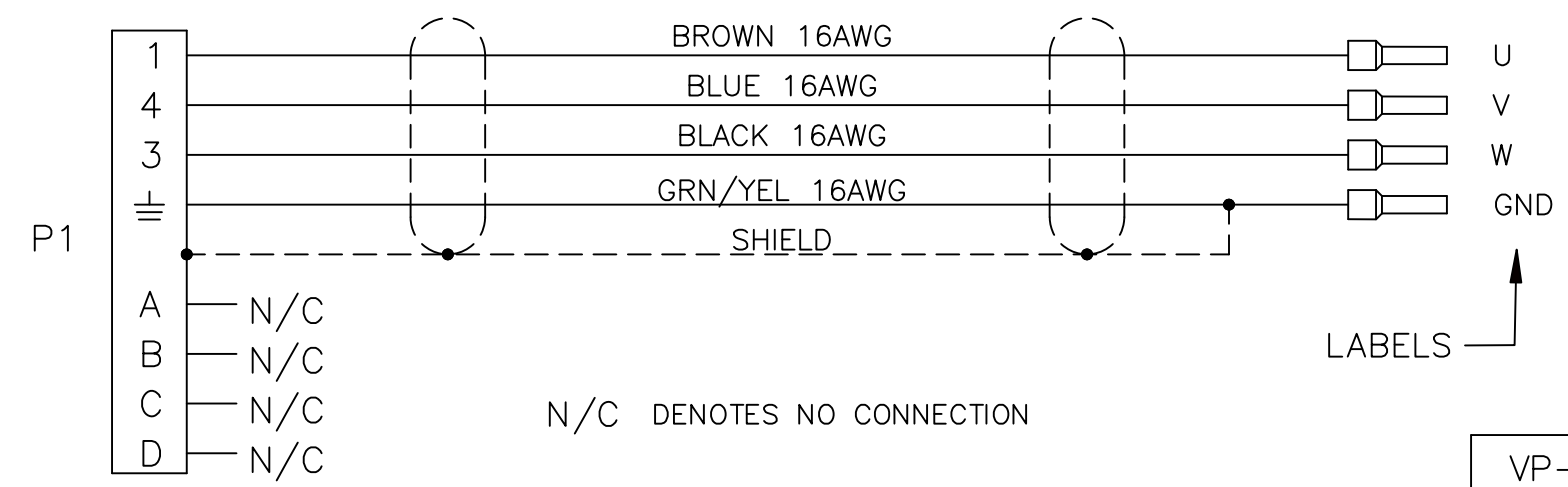 1 BROWN 16AWG U
4 BLUE 16AWG V
3 BLACK 16AWG W
GRN/YEL 16AWG GND
P1 SHIELD
A N/C
B N/C LABELS
C N/C N/C DENOTES NO CONNECTION
D N/C VP-